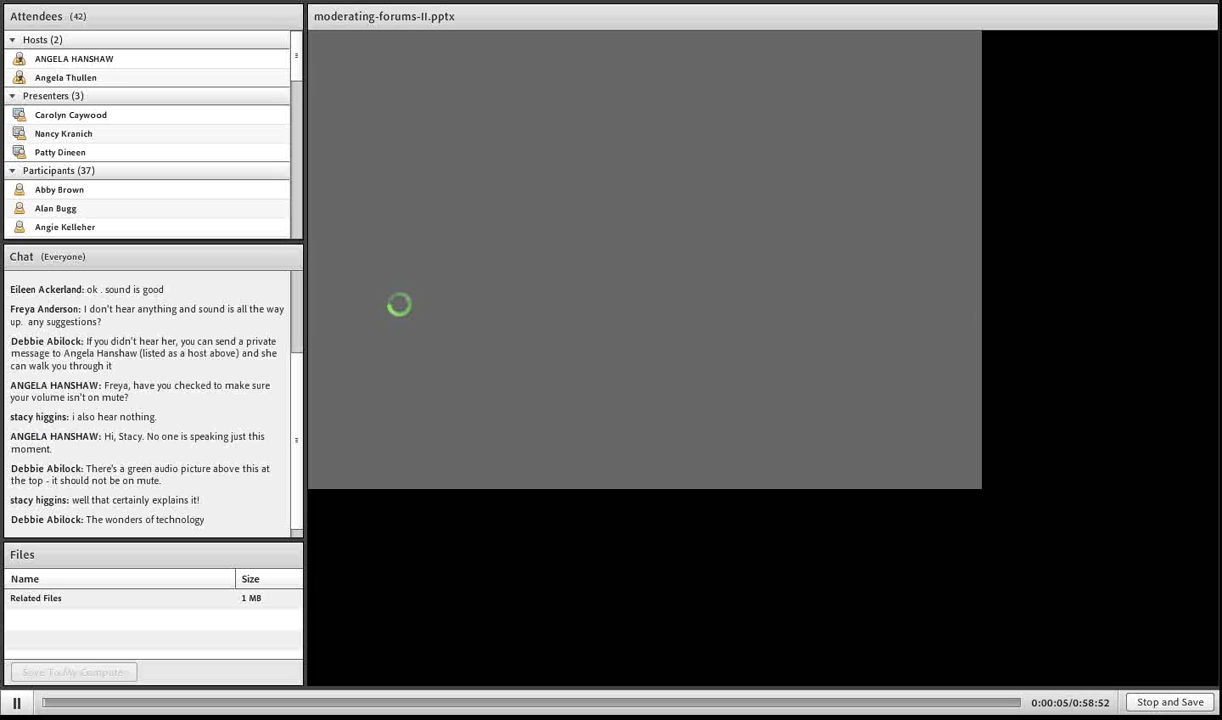 Attendees (42)
Hosts (2)
ANGELA HANSHAW
Angela Thullen
Presenters (3)
Carolyn Caywood
Nancy Kranich
Patty Dineen
Participants (37)
Abby Brown
Alan Bugg
Angie Kelleher
Chat (Everyone)
Eileen Ackerland: ok . sound is good
Freya Anderson: I don't hear anything and sound is all the way
up. any suggestions?
Debbie Abilock: If you didn't hear her, you can send a private
message to Angela Hanshaw (listed as a host above) and she
can walk you through it
ANGELA HANSHAW: Freya, have you checked to make sure
your volume isn't on mute?
stacy higgins: i also hear nothing.
ANGELA HANSHAW: Hi, Stacy. No one is speaking just this
moment.
Debbie Abilock: There's a green audio picture above this at
the top - it should not be on mute.
stacy higgins: well that certainly explains it!
Debbie Abilock: The wonders of technology
Files
Name Size
Related Files 1 MB
Save To My Compute
moderating-forums-II.pptx
0:00:05/0:58:52
Stop and Save